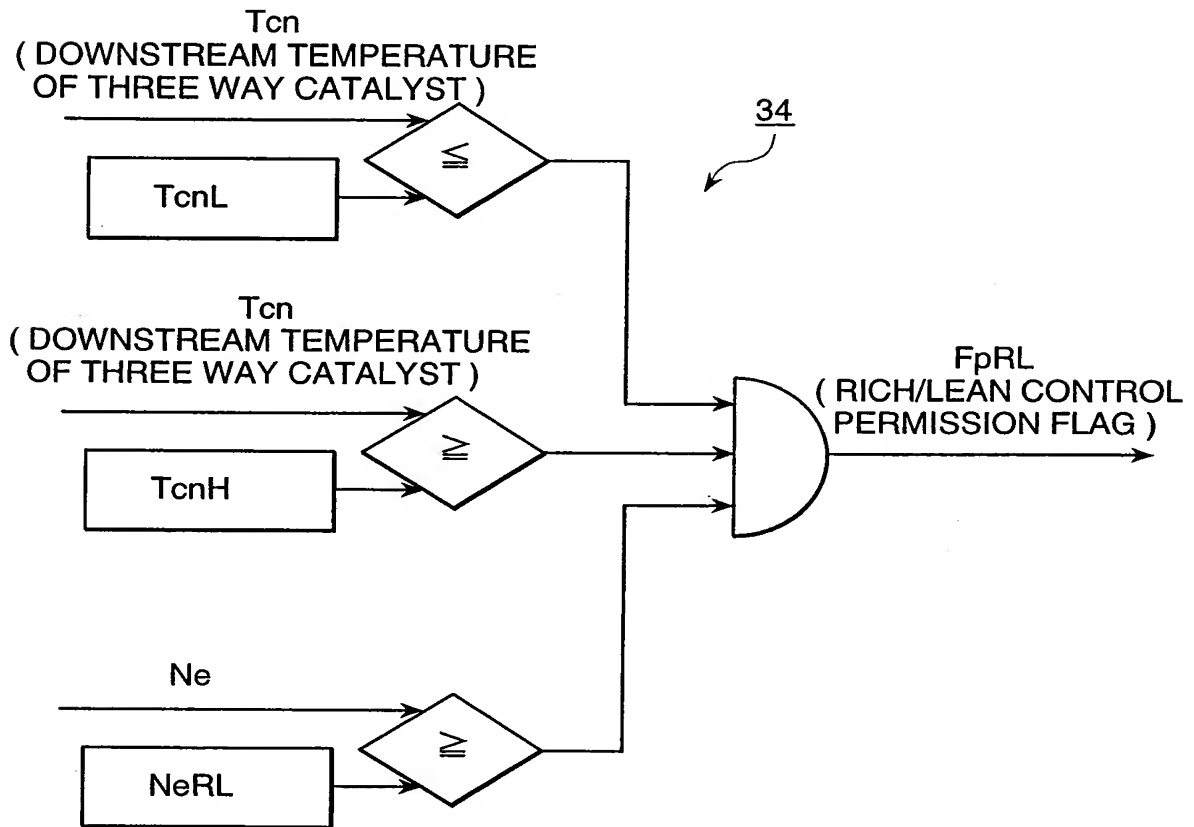 Tcn
( DOWNSTREAM TEMPERATURE
OF THREE WAY CATALYST )
34
≦
TcnL
Tcn
( DOWNSTREAM TEMPERATURE
OF THREE WAY CATALYST )
FpRL
( RICH/LEAN CONTROL
PERMISSION FLAG )
≧
TcnH
Ne
≧
NeRL